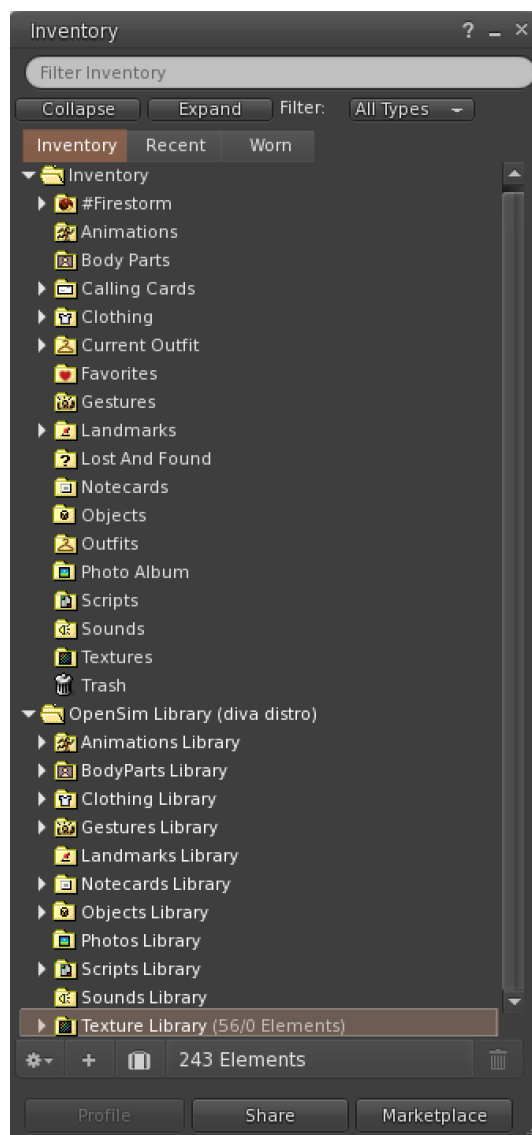 Inventory ? _ ×
Filter Inventory
Collapse Expand Filter: All Types
Inventory Recent Worn
Inventory
#Firestorm
Animations
Body Parts
Calling Cards
Clothing
Current Outfit
Favorites
Gestures
Landmarks
Lost And Found
Notecards
Objects
Outfits
Photo Album
Scripts
Sounds
Textures
Trash
OpenSim Library (diva distro)
Animations Library
BodyParts Library
Clothing Library
Gestures Library
Landmarks Library
Notecards Library
Objects Library
Photos Library
Scripts Library
Sounds Library
Texture Library (56/0 Elements)
+ 243 Elements
Profile Share Marketplace